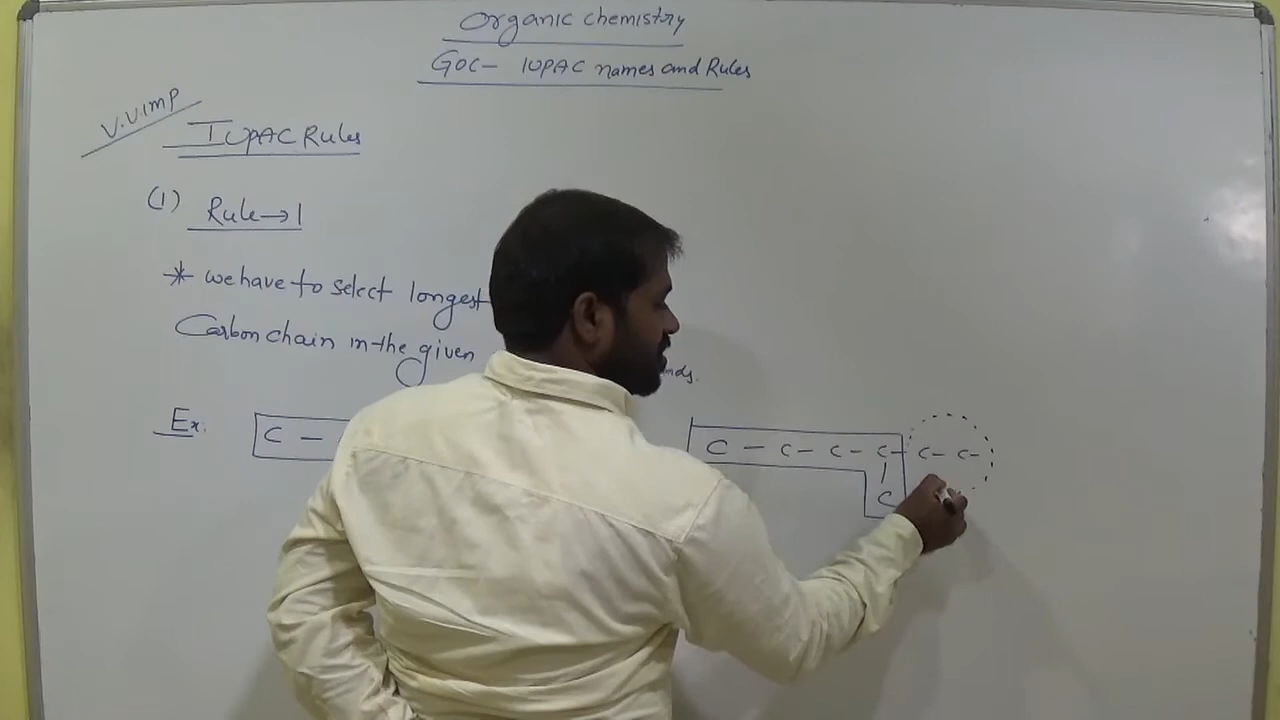 Organic chemistry
GOC- IUPAC names and Rules
V.V.IMP
IUPAC Rules
(1) Rule→1
* we have to select longest
Carbon chain in the given
Ex. C - C - C - C - C - C - C -
C